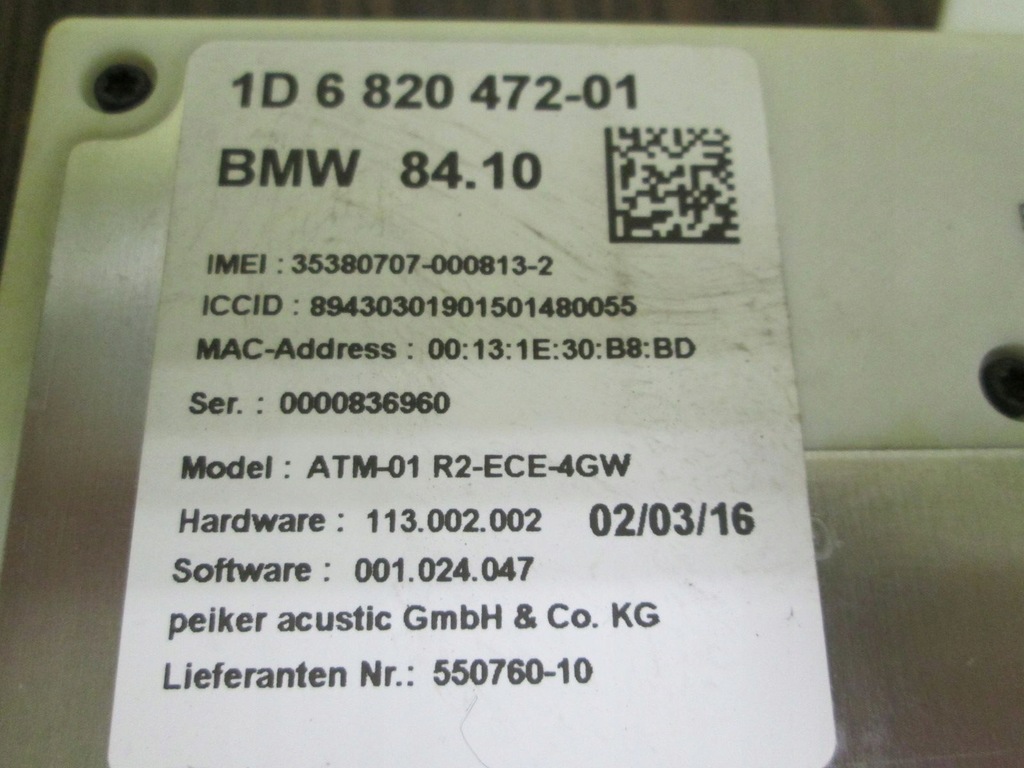 1D 6 820 472-01
BMW 84.10
IMEI : 35380707-000813-2
ICCID : 89430301901501480055
MAC-Address : 00:13:1E:30:B8:BD
Ser. : 0000836960
Model : ATM-01 R2-ECE-4GW
Hardware : 113.002.002 02/03/16
Software : 001.024.047
peiker acustic GmbH & Co. KG
Lieferanten Nr.: 550760-10